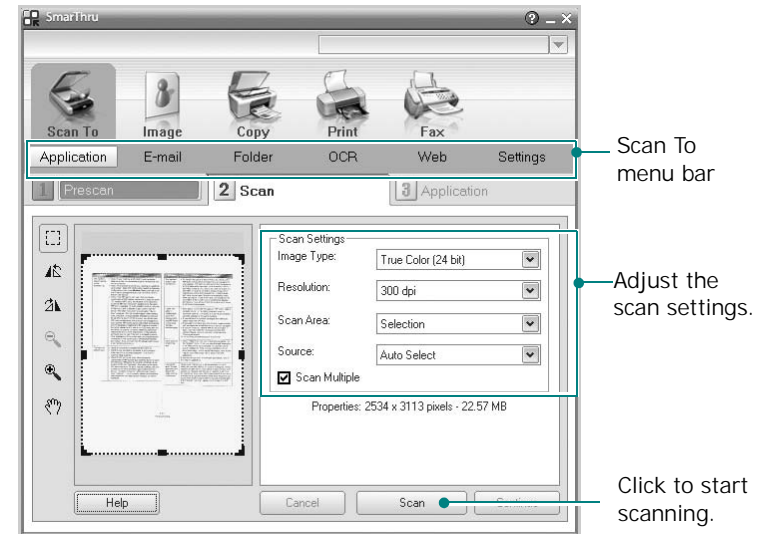 SmarThru
Scan To Image Copy Print Fax
Application E-mail Folder OCR Web Settings
Scan To
menu bar
1 Prescan 2 Scan 3 Application
Scan Settings
Image Type: True Color (24 bit)
Resolution: 300 dpi
Scan Area: Selection
Source: Auto Select
Scan Multiple
Adjust the
scan settings.
Properties: 2534 x 3113 pixels - 22.57 MB
Help Cancel Scan Continue
Click to start
scanning.